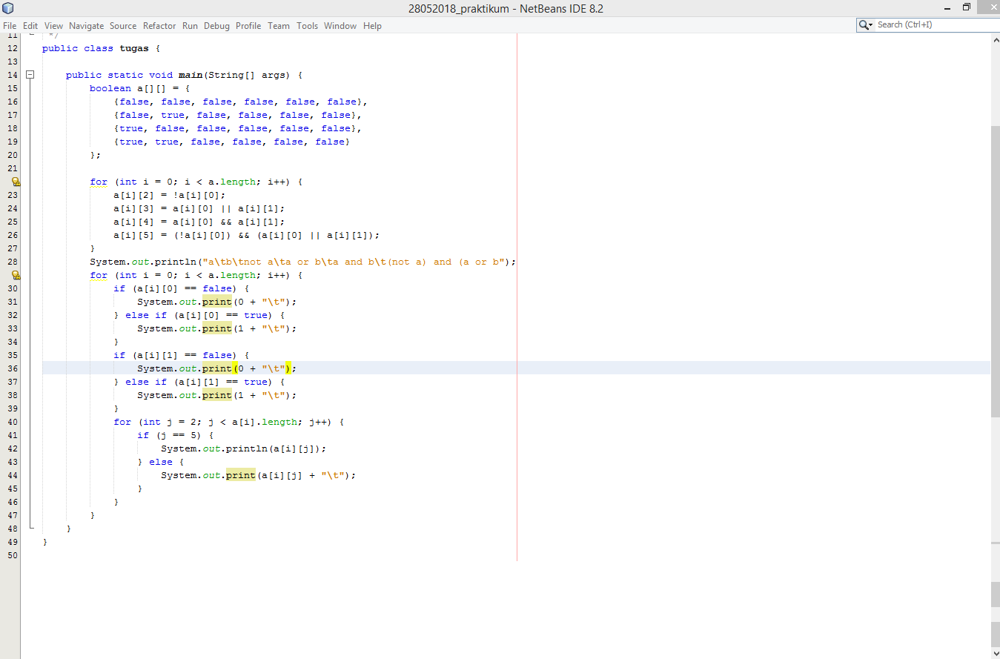 28052018_praktikum - NetBeans IDE 8.2
File Edit View Navigate Source Refactor Run Debug Profile Team Tools Window Help
Search (Ctrl+I)
11 */
12 public class tugas {
13
14 public static void main(String[] args) {
15 boolean a[][] = {
16 {false, false, false, false, false, false},
17 {false, true, false, false, false, false},
18 {true, false, false, false, false, false},
19 {true, true, false, false, false, false}
20 };
21
for (int i = 0; i < a.length; i++) {
23 a[i][2] = !a[i][0];
24 a[i][3] = a[i][0] || a[i][1];
25 a[i][4] = a[i][0] && a[i][1];
26 a[i][5] = (!a[i][0]) && (a[i][0] || a[i][1]);
27 }
28 System.out.println("a\tb\tnot a\ta or b\ta and b\t(not a) and (a or b");
for (int i = 0; i < a.length; i++) {
30 if (a[i][0] == false) {
31 System.out.print(0 + "\t");
32 } else if (a[i][0] == true) {
33 System.out.print(1 + "\t");
34 }
35 if (a[i][1] == false) {
36 System.out.print(0 + "\t");
37 } else if (a[i][1] == true) {
38 System.out.print(1 + "\t");
39 }
40 for (int j = 2; j < a[i].length; j++) {
41 if (j == 5) {
42 System.out.println(a[i][j]);
43 } else {
44 System.out.print(a[i][j] + "\t");
45 }
46 }
47 }
48 }
49 }
50